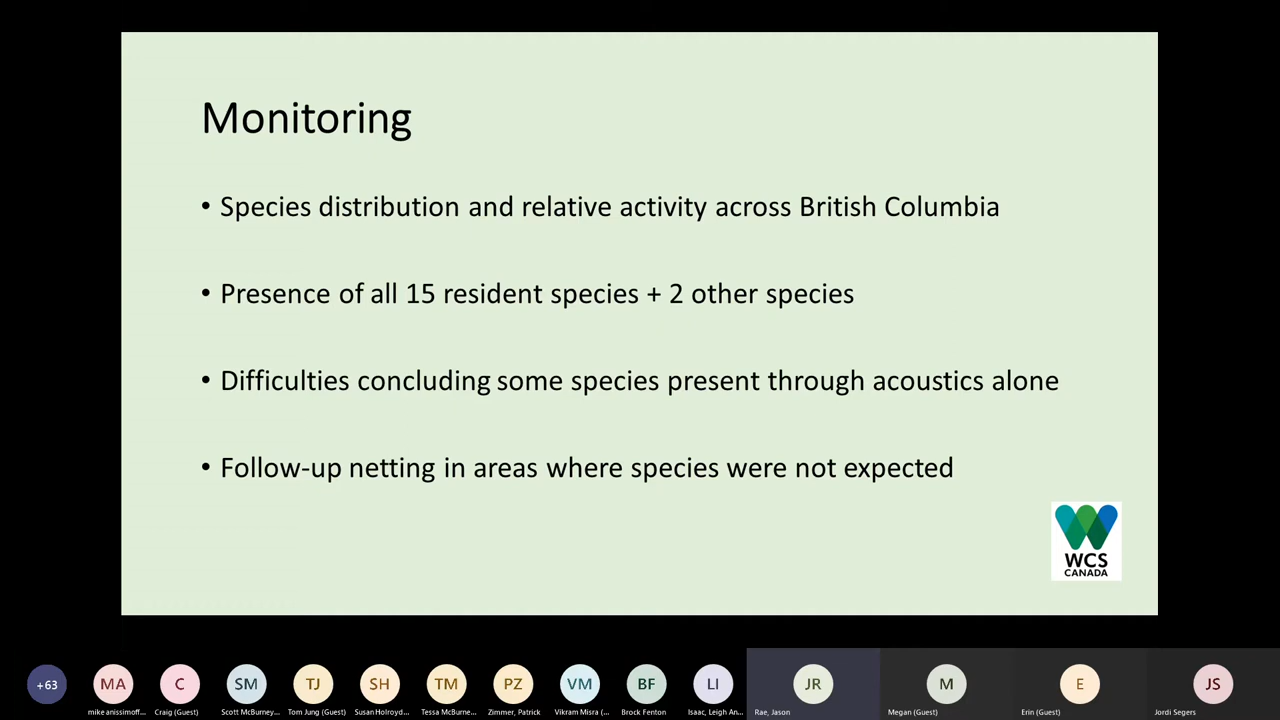 Monitoring
• Species distribution and relative activity across British Columbia
• Presence of all 15 resident species + 2 other species
• Difficulties concluding some species present through acoustics alone
• Follow-up netting in areas where species were not expected
WCS
CANADA
+63 MA C SM TJ SH TM PZ VM BF LI JR M E JS
mike anissimoff... Craig (Guest) Scott McBurney... Tom Jung (Guest) Susan Holroyd... Tessa McBurne... Zimmer, Patrick Vikram Misra (... Brock Fenton Isaac, Leigh An... Rae, Jason Megan (Guest) Erin (Guest) Jordi Segers